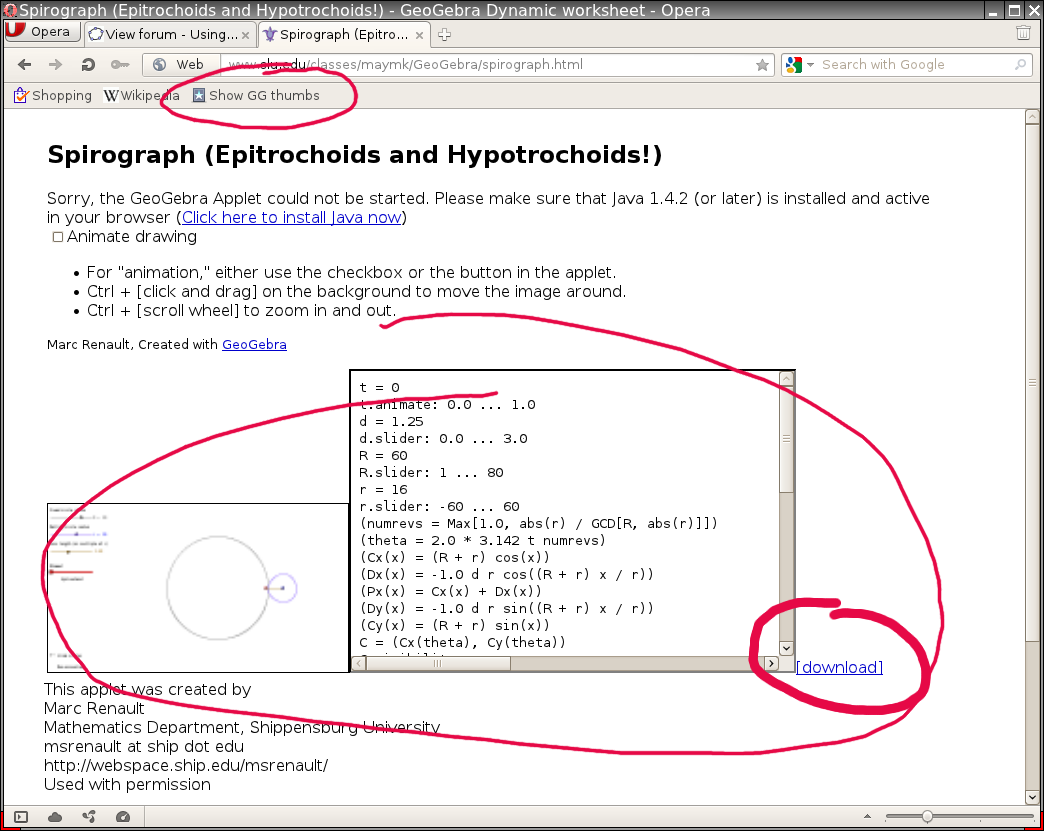 Spirograph (Epitrochoids and Hypotrochoids!) - GeoGebra Dynamic worksheet - Opera
Opera
View forum - Using...
Spirograph (Epitro...
Web
www.slu.edu/classes/maymk/GeoGebra/spirograph.html
Search with Google
Shopping
Wikipedia
Show GG thumbs
Spirograph (Epitrochoids and Hypotrochoids!)
Sorry, the GeoGebra Applet could not be started. Please make sure that Java 1.4.2 (or later) is installed and active
in your browser (Click here to install Java now)
Animate drawing
• For "animation," either use the checkbox or the button in the applet.
• Ctrl + [click and drag] on the background to move the image around.
• Ctrl + [scroll wheel] to zoom in and out.
Marc Renault, Created with GeoGebra
t = 0
t.animate: 0.0 ... 1.0
d = 1.25
d.slider: 0.0 ... 3.0
R = 60
R.slider: 1 ... 80
r = 16
r.slider: -60 ... 60
(numrevs = Max[1.0, abs(r) / GCD[R, abs(r)]])
(theta = 2.0 * 3.142 t numrevs)
(Cx(x) = (R + r) cos(x))
(Dx(x) = -1.0 d r cos((R + r) x / r))
(Px(x) = Cx(x) + Dx(x))
(Dy(x) = -1.0 d r sin((R + r) x / r))
(Cy(x) = (R + r) sin(x))
C = (Cx(theta), Cy(theta))
[download]
This applet was created by
Marc Renault
Mathematics Department, Shippensburg University
msrenault at ship dot edu
http://webspace.ship.edu/msrenault/
Used with permission